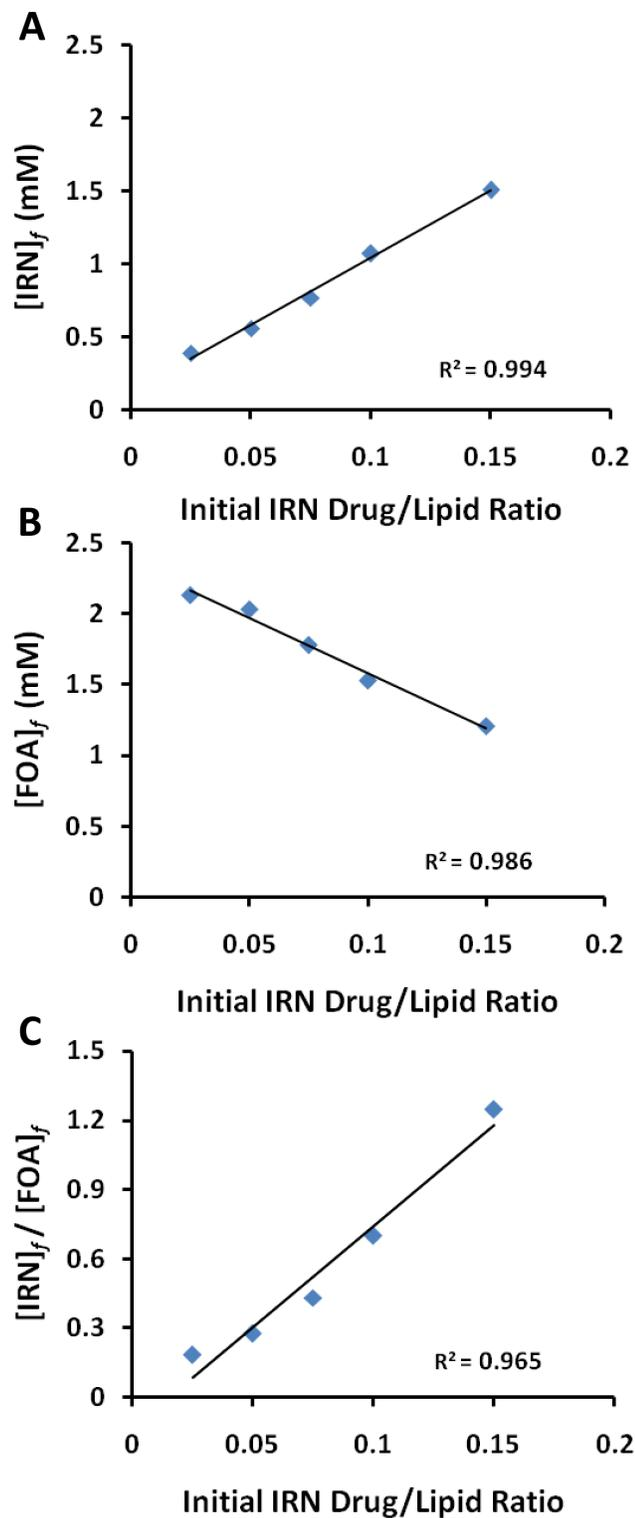 A
2.5
2
1.5
1
0.5
0
[IRN]f (mM)
R² = 0.994
0 0.05 0.1 0.15 0.2
Initial IRN Drug/Lipid Ratio
B
2.5
2
1.5
1
0.5
0
[FOA]f (mM)
R² = 0.986
0 0.05 0.1 0.15 0.2
Initial IRN Drug/Lipid Ratio
C
1.5
1.2
0.9
0.6
0.3
0
[IRN]f / [FOA]f
R² = 0.965
0 0.05 0.1 0.15 0.2
Initial IRN Drug/Lipid Ratio